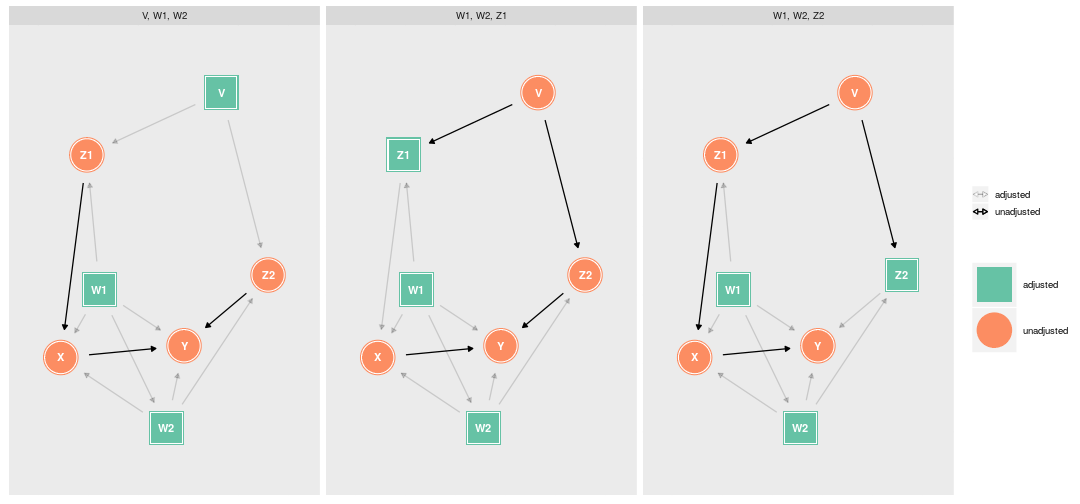 V, W1, W2
W1, W2, Z1
W1, W2, Z2
V
Z1
W1
Z2
X
Y
W2
V
Z1
W1
Z2
X
Y
W2
V
Z1
W1
Z2
X
Y
W2
adjusted
unadjusted
adjusted
unadjusted